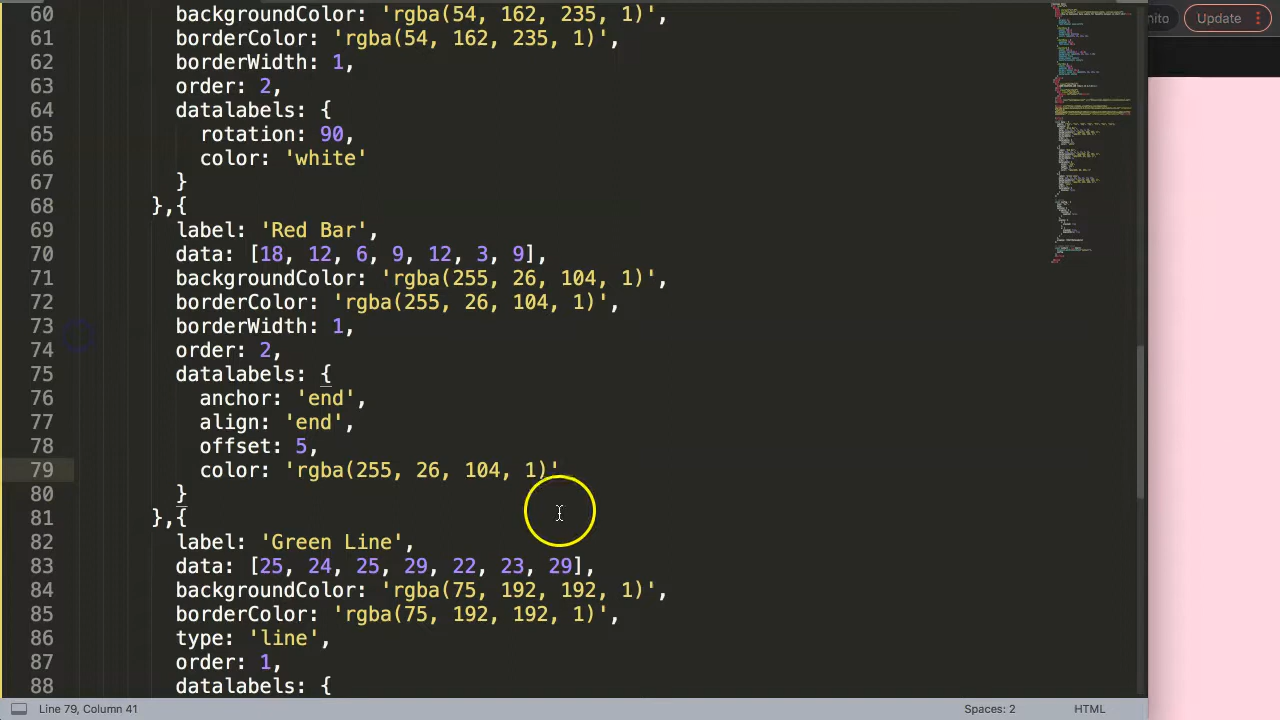 60 backgroundColor: 'rgba(54, 162, 235, 1)',
61 borderColor: 'rgba(54, 162, 235, 1)',
62 borderWidth: 1,
63 order: 2,
64 datalabels: {
65 rotation: 90,
66 color: 'white'
67 }
68 },{
69 label: 'Red Bar',
70 data: [18, 12, 6, 9, 12, 3, 9],
71 backgroundColor: 'rgba(255, 26, 104, 1)',
72 borderColor: 'rgba(255, 26, 104, 1)',
73 borderWidth: 1,
74 order: 2,
75 datalabels: {
76 anchor: 'end',
77 align: 'end',
78 offset: 5,
79 color: 'rgba(255, 26, 104, 1)'
80 }
81 },{
82 label: 'Green Line',
83 data: [25, 24, 25, 29, 22, 23, 29],
84 backgroundColor: 'rgba(75, 192, 192, 1)',
85 borderColor: 'rgba(75, 192, 192, 1)',
86 type: 'line',
87 order: 1,
88 datalabels: {
Line 79, Column 41
Spaces: 2
HTML
Update